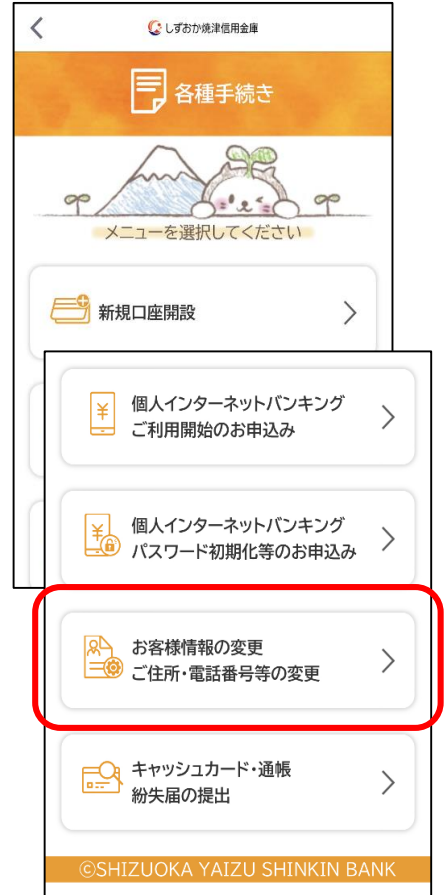 しずおか焼津信用金庫
各種手続き
メニューを選択してください
新規口座開設
個人インターネットバンキング
ご利用開始のお申込み
個人インターネットバンキング
パスワード初期化等のお申込み
お客様情報の変更
ご住所・電話番号等の変更
キャッシュカード・通帳
紛失届の提出
©SHIZUOKA YAIZU SHINKIN BANK